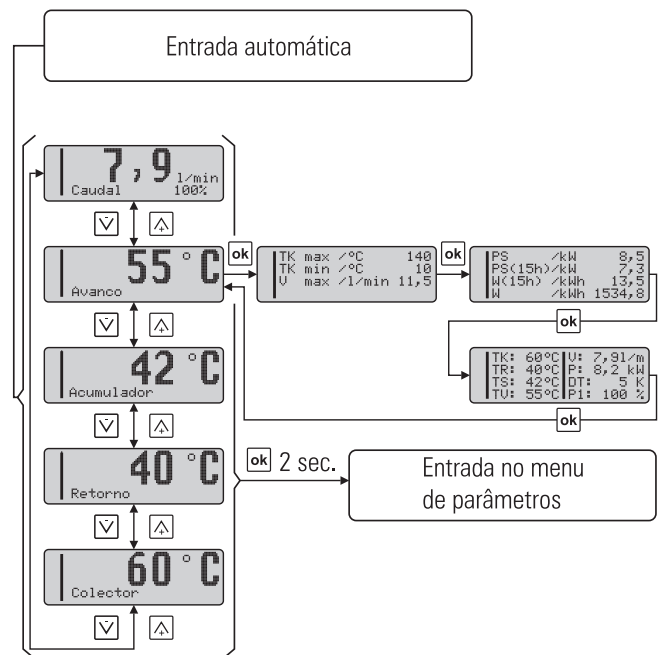 Entrada automática
7,9 l/min
Caudal 100%
V
55 °C
Avanco
ok
TK max /°C 140
TK min /°C 10
V max /l/min 11,5
ok
PS /kW 8,5
PS(15h)/kW 7,3
W(15h) /kWh 13,5
W /kWh 1534,8
ok
V
42 °C
Acumulador
TK: 60°C V: 7,9l/m
TR: 40°C P: 8,2 kW
TS: 42°C DT: 5 K
TV: 55°C P1: 100 %
ok
V
40 °C
Retorno
ok 2 sec.
Entrada no menu
de parâmetros
V
60 °C
Colector
V